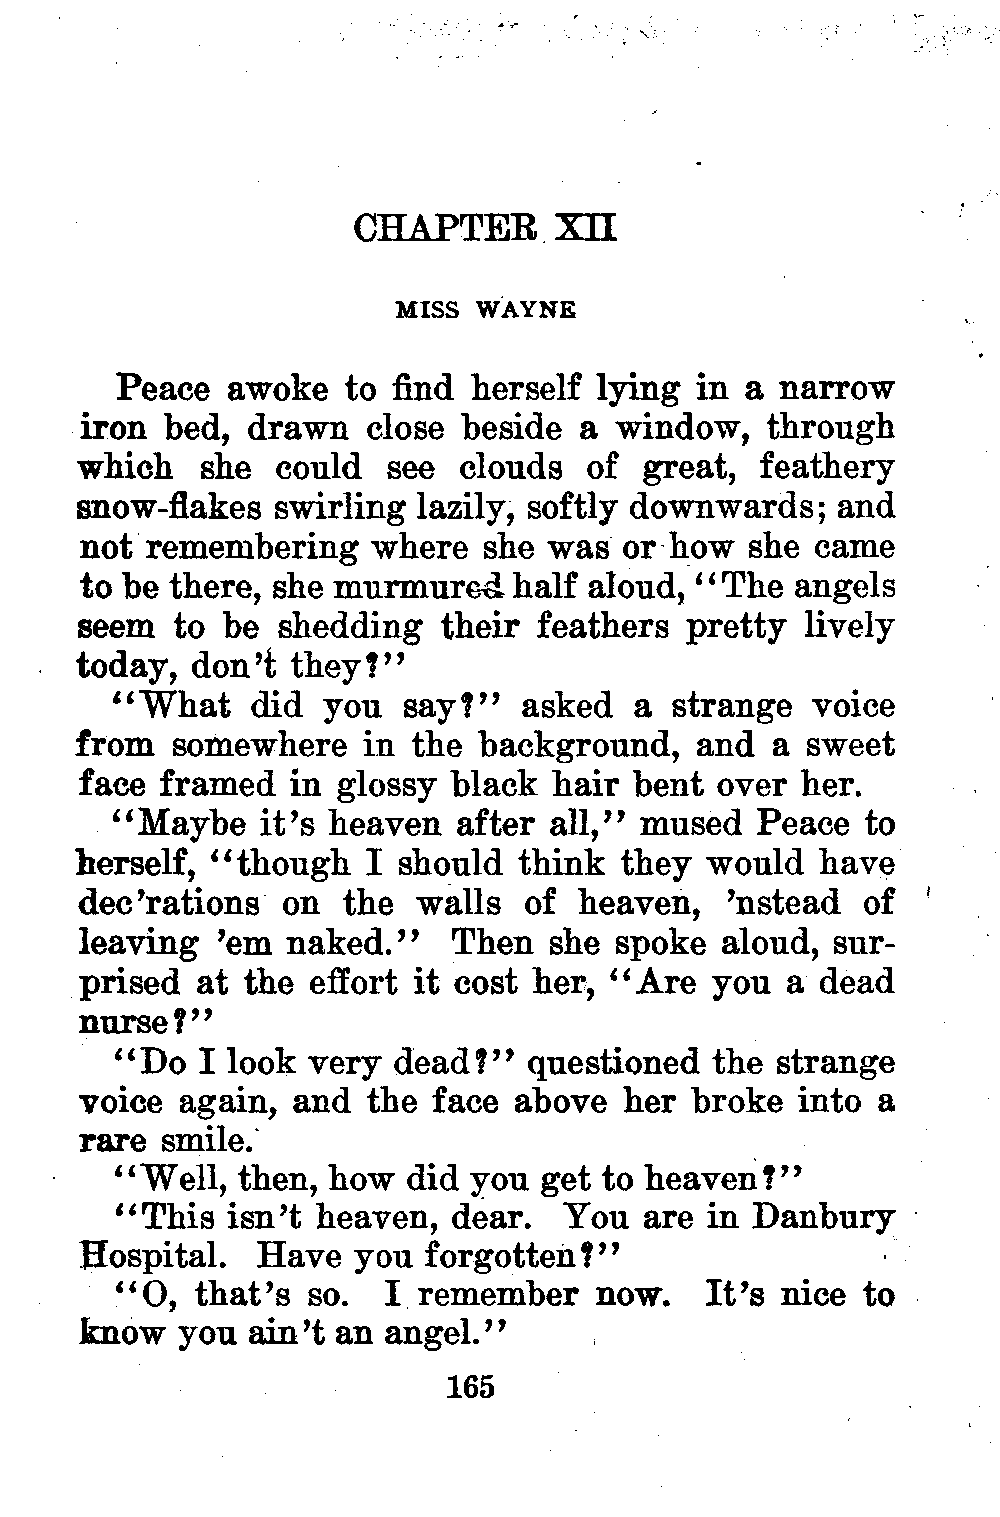 CHAPTER XII
MISS WAYNE
Peace awoke to find herself lying in a narrow
iron bed, drawn close beside a window, through
which she could see clouds of great, feathery
snow-flakes swirling lazily, softly downwards; and
not remembering where she was or how she came
to be there, she murmured half aloud, "The angels
seem to be shedding their feathers pretty lively
today, don't they?"
"What did you say?" asked a strange voice
from somewhere in the background, and a sweet
face framed in glossy black hair bent over her.
"Maybe it's heaven after all," mused Peace to
herself, "though I should think they would have
dec'rations on the walls of heaven, 'nstead of
leaving 'em naked." Then she spoke aloud, sur-
prised at the effort it cost her, "Are you a dead
nurse?"
"Do I look very dead?" questioned the strange
voice again, and the face above her broke into a
rare smile.
"Well, then, how did you get to heaven?"
"This isn't heaven, dear. You are in Danbury
Hospital. Have you forgotten?"
"O, that's so. I remember now. It's nice to
know you ain't an angel."
165